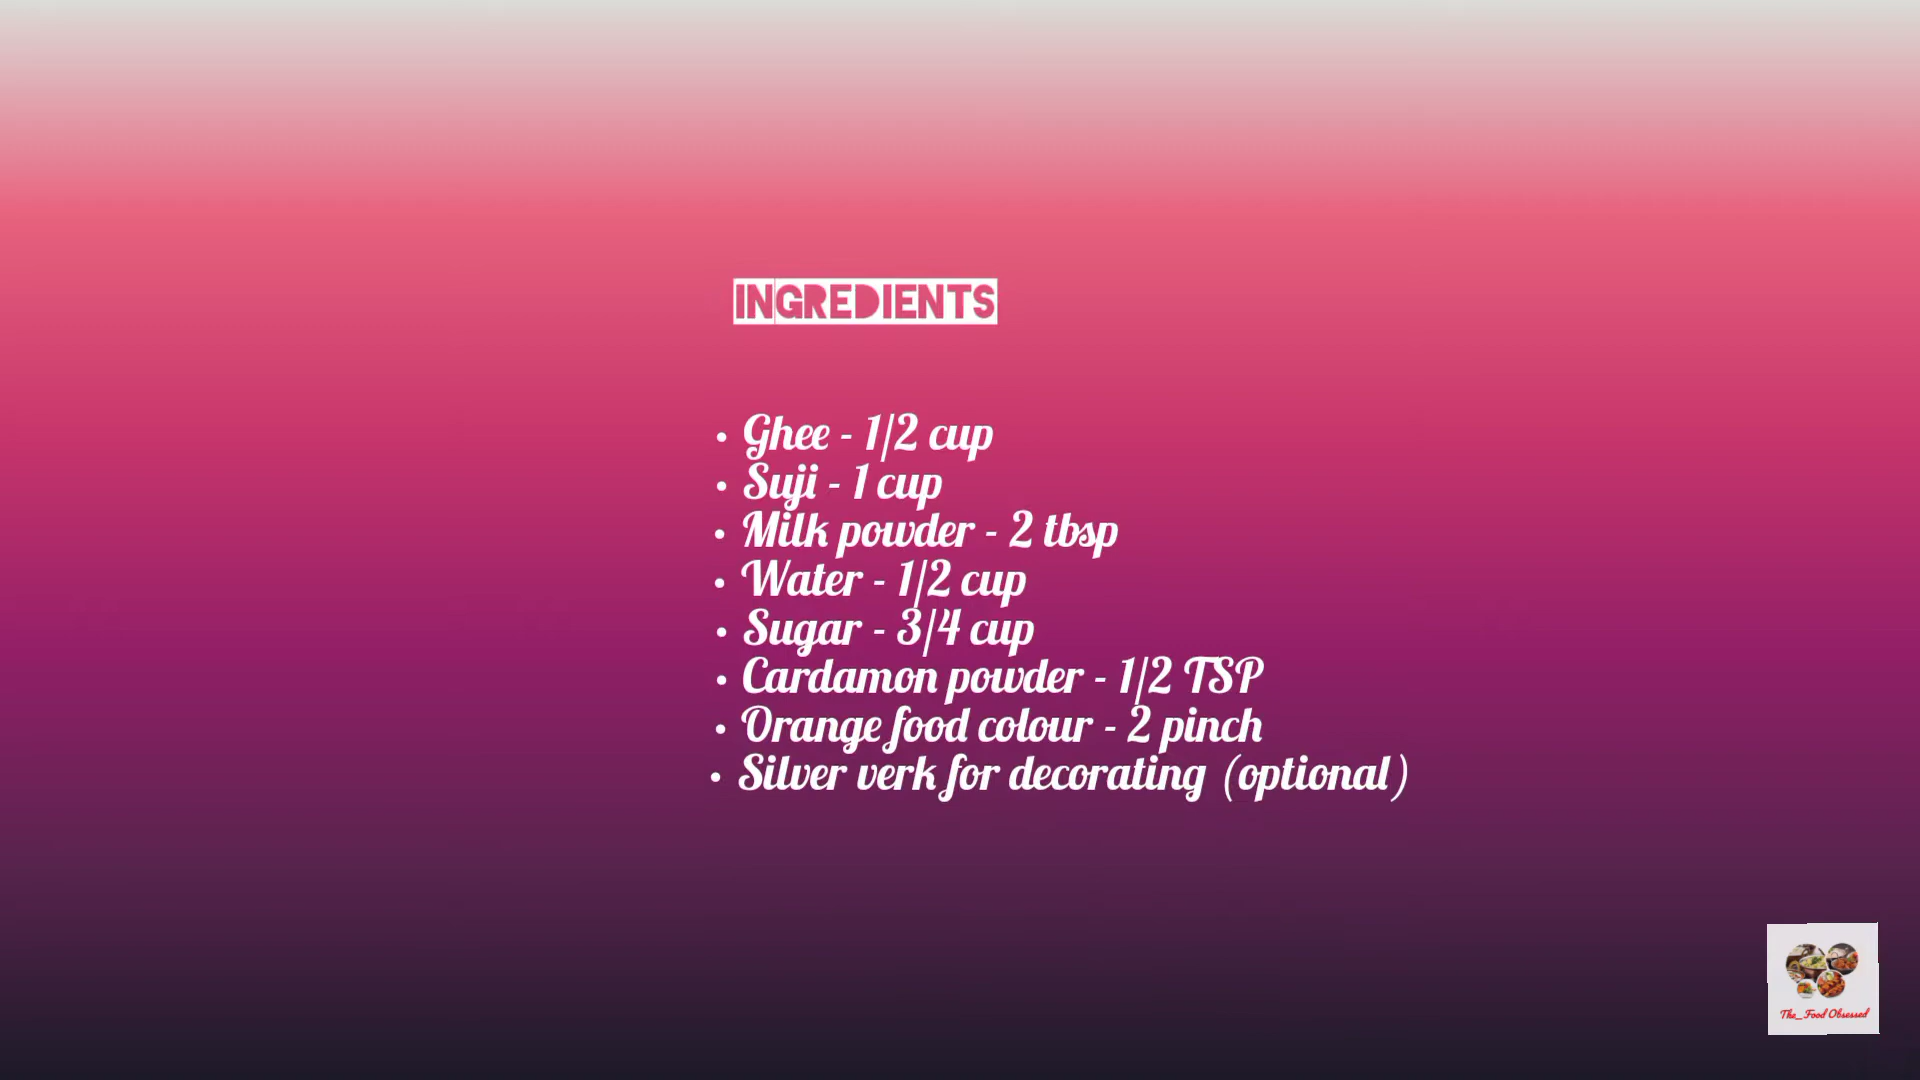 INGREDIENTS
• Ghee - 1/2 cup
• Suji - 1 cup
• Milk powder - 2 tbsp
• Water - 1/2 cup
• Sugar - 3/4 cup
• Cardamon powder - 1/2 TSP
• Orange food colour - 2 pinch
• Silver verk for decorating (optional)
The_Food Obsessed